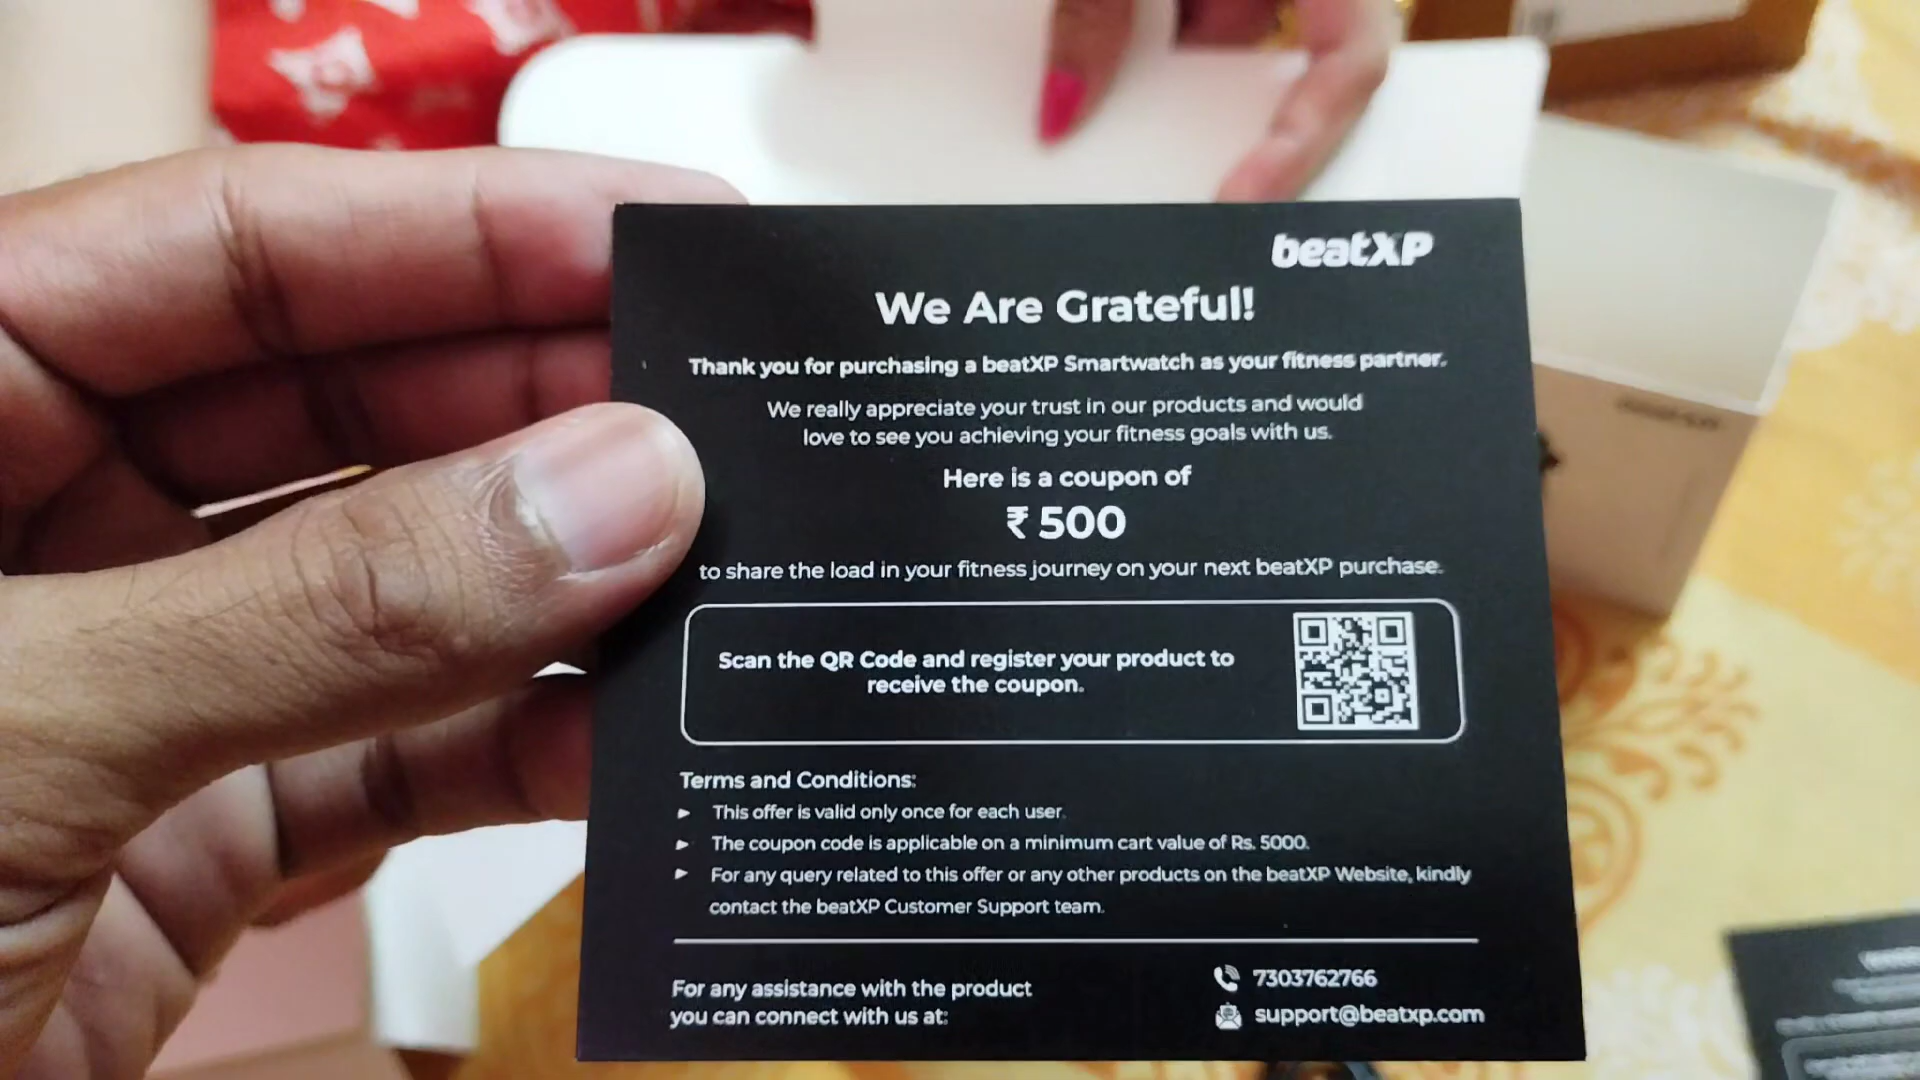 beatXP
We Are Grateful!
Thank you for purchasing a beatXP Smartwatch as your fitness partner.
We really appreciate your trust in our products and would
love to see you achieving your fitness goals with us.
Here is a coupon of
₹ 500
to share the load in your fitness journey on your next beatXP purchase.
Scan the QR Code and register your product to
receive the coupon.
Terms and Conditions:
► This offer is valid only once for each user.
► The coupon code is applicable on a minimum cart value of Rs. 5000.
► For any query related to this offer or any other products on the beatXP Website, kindly
contact the beatXP Customer Support team.
For any assistance with the product
you can connect with us at:
7303762766
support@beatxp.com